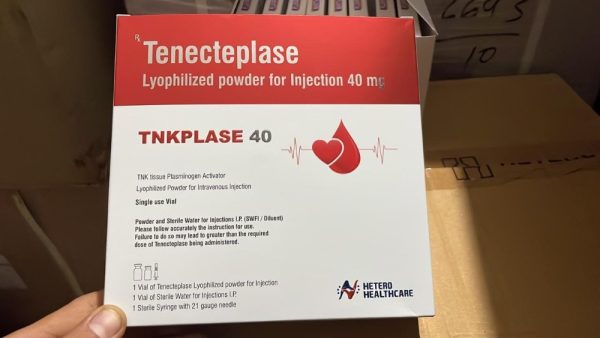 Rx
Tenecteplase
Lyophilized powder for Injection 40 mg
TNKPLASE 40
TNK tissue Plasminogen Activator
Lyophilized Powder for Intravenous Injection
Single use Vial
Powder and Sterile Water for Injections I.P. (SWFI / Diluent)
Please follow accurately the instruction for use.
Failure to do so may lead to greater than the required
dose of Tenecteplase being administered.
1 Vial of Tenecteplase Lyophilized powder for Injection
1 Vial of Sterile Water for Injections I.P.
1 Sterile Syringe with 21 gauge needle
HETERO
HEALTHCARE
10